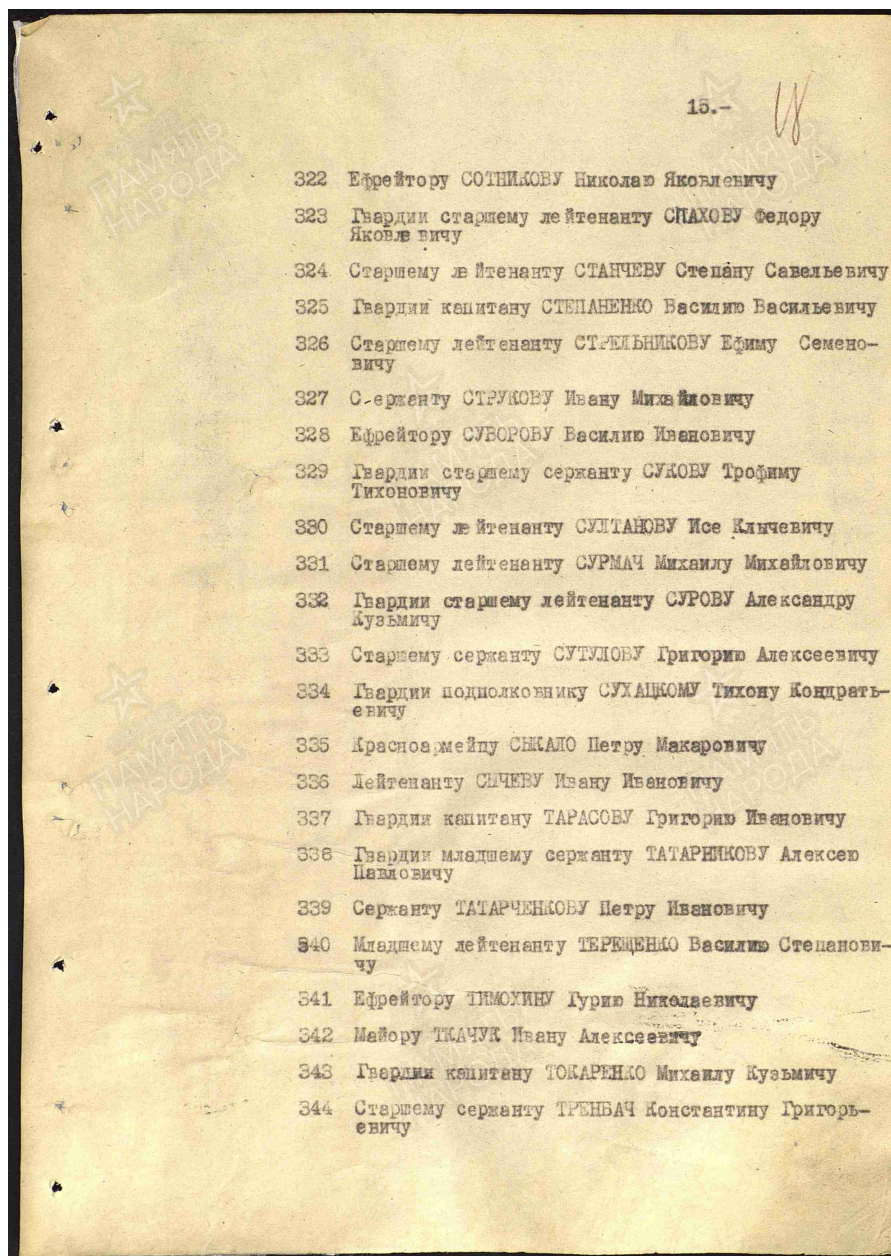 15.-
18
322 Ефрейтору СОТНИКОВУ Николаю Яковлевичу
323 Гвардии старшему лейтенанту СПАХОВУ Федору
Яковлевичу
324 Старшему лейтенанту СТАНЧЕВУ Степану Савельевичу
325 Гвардии капитану СТЕПАНЕНКО Василию Васильевичу
326 Старшему лейтенанту СТРЕЛЬНИКОВУ Ефиму Семено-
вичу
327 Сержанту СТРУКОВУ Ивану Михайловичу
328 Ефрейтору СУВОРОВУ Василию Ивановичу
329 Гвардии старшему сержанту СУКОВУ Трофиму
Тихоновичу
330 Старшему лейтенанту СУЛТАНОВУ Исе Клычевичу
331 Старшему лейтенанту СУРМАЧ Михаилу Михайловичу
332 Гвардии старшему лейтенанту СУРОВУ Александру
Кузьмичу
333 Старшему сержанту СУТУЛОВУ Григорию Алексеевичу
334 Гвардии подполковнику СУХАЦКОМУ Тихону Кондрать-
евичу
335 Красноармейцу СЫКАЛО Петру Макаровичу
336 Лейтенанту СЫЧЕВУ Ивану Ивановичу
337 Гвардии капитану ТАРАСОВУ Григорию Ивановичу
338 Гвардии младшему сержанту ТАТАРНИКОВУ Алексею
Павловичу
339 Сержанту ТАТАРЧЕНКОВУ Петру Ивановичу
340 Младшему лейтенанту ТЕРЕЩЕНКО Василию Степанови-
чу
341 Ефрейтору ТИМОХИНУ Гурию Николаевичу
342 Майору ТКАЧУК Ивану Алексеевичу
343 Гвардии капитану ТОКАРЕНКО Михаилу Кузьмичу
344 Старшему сержанту ТРЕНБАЧ Константину Григорь-
евичу
ПАМЯТЬ
НАРОДА